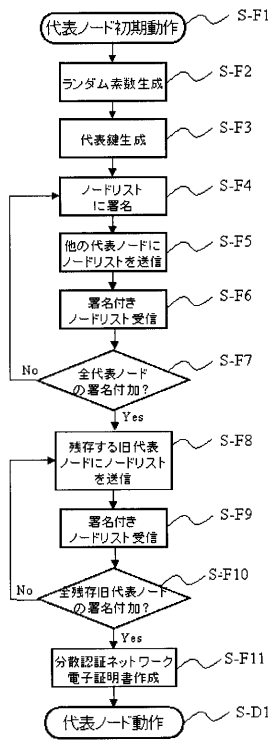 代表ノード初期動作
S-F1
ランダム素数生成
S-F2
代表鍵生成
S-F3
ノードリスト
に署名
S-F4
他の代表ノードに
ノードリストを送信
S-F5
署名付き
ノードリスト受信
S-F6
全代表ノード
の署名付加?
S-F7
No
Yes
残存する旧代表
ノードにノードリスト
を送信
S-F8
署名付き
ノードリスト受信
S-F9
全残存旧代表ノード
の署名付加?
S-F10
No
Yes
分散認証ネットワーク
電子証明書作成
S-F11
代表ノード動作
S-D1